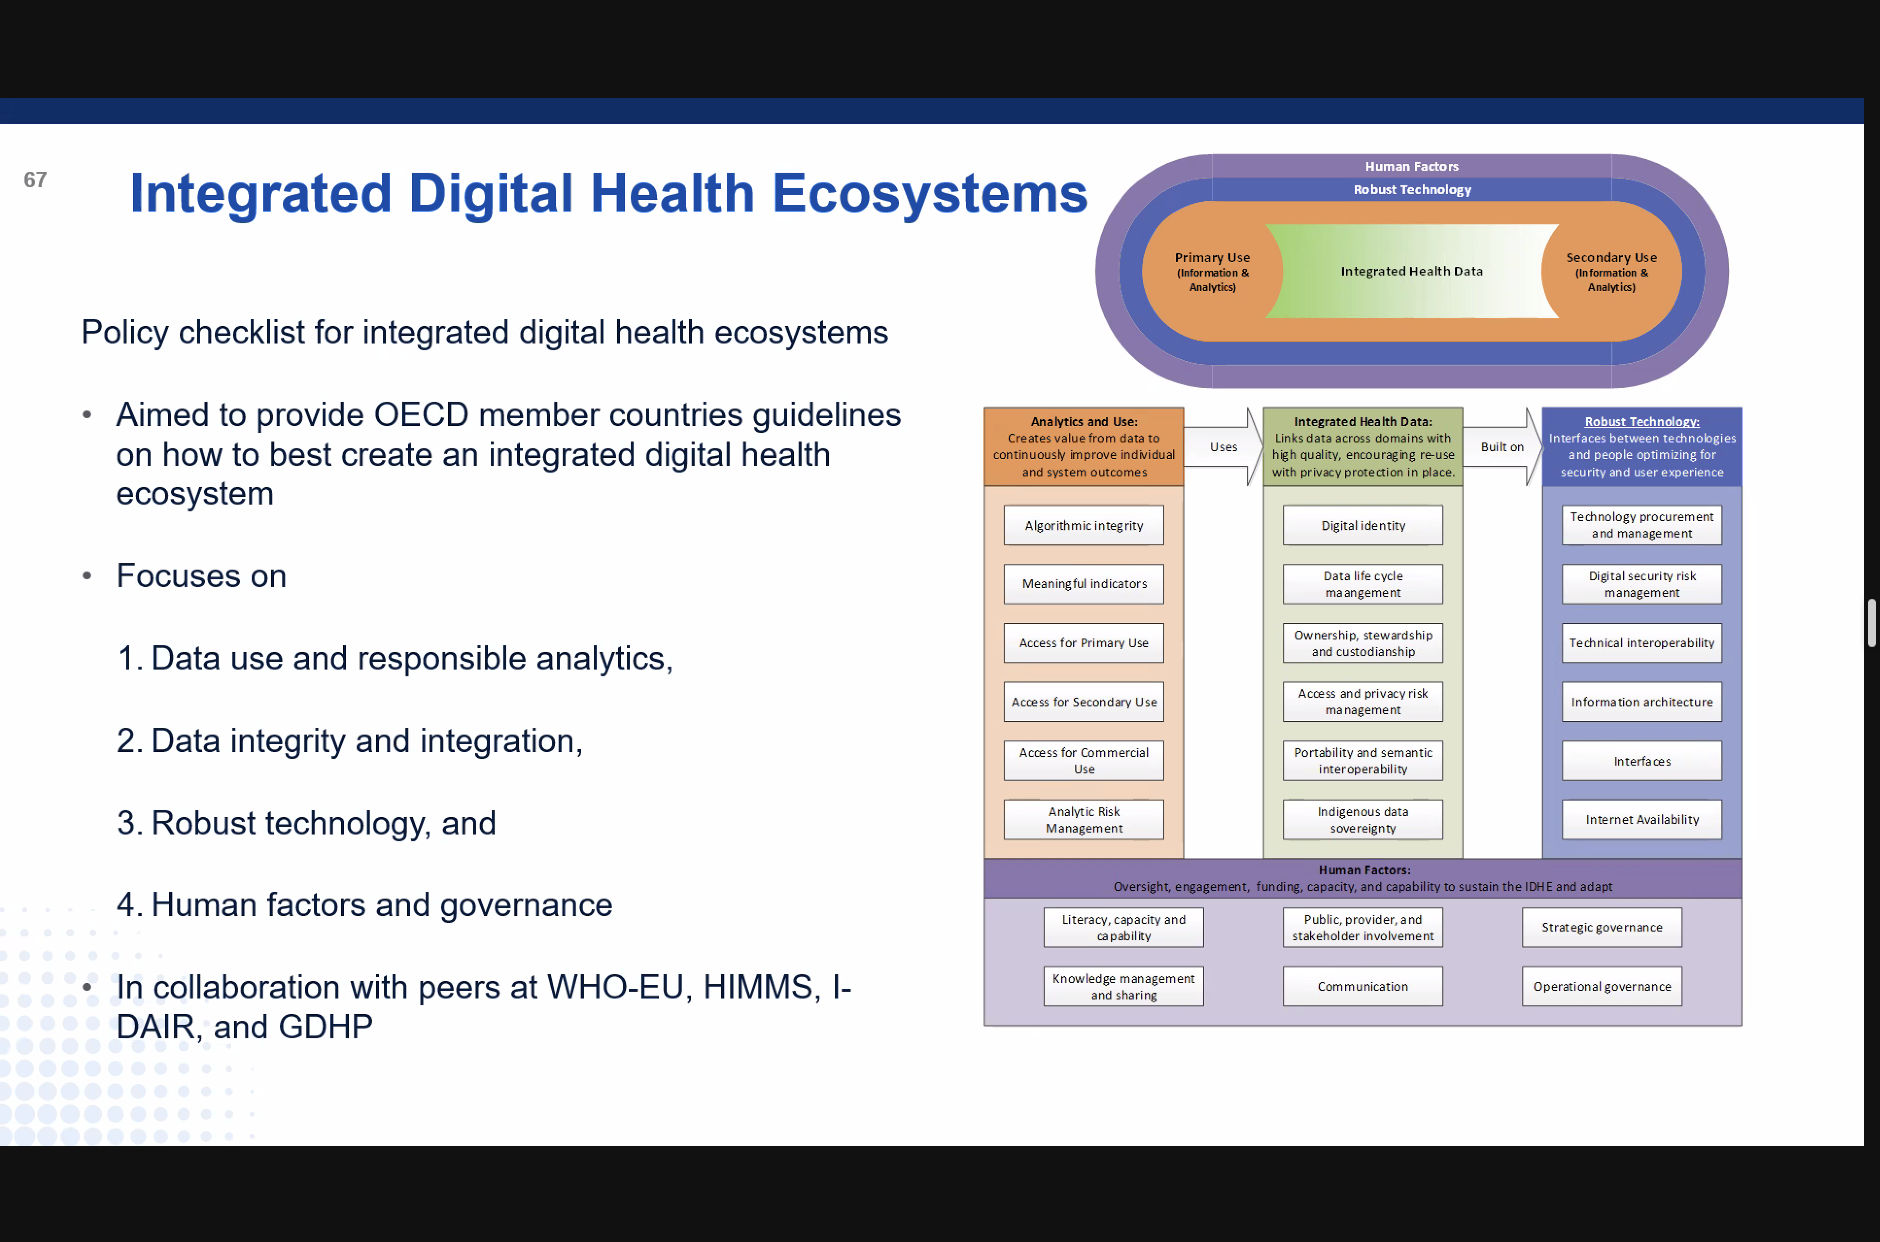 67
Integrated Digital Health Ecosystems
Policy checklist for integrated digital health ecosystems
• Aimed to provide OECD member countries guidelines
on how to best create an integrated digital health
ecosystem
• Focuses on
1. Data use and responsible analytics,
2. Data integrity and integration,
3. Robust technology, and
4. Human factors and governance
• In collaboration with peers at WHO-EU, HIMMS, I-
DAIR, and GDHP
Human Factors
Robust Technology
Primary Use
(Information &
Analytics)
Integrated Health Data
Secondary Use
(Information &
Analytics)
Analytics and Use:
Creates value from data to
continuously improve individual
and system outcomes
Uses
Integrated Health Data:
Links data across domains with
high quality, encouraging re-use
with privacy protection in place.
Built on
Robust Technology:
Interfaces between technologies
and people optimizing for
security and user experience
Algorithmic integrity
Meaningful indicators
Access for Primary Use
Access for Secondary Use
Access for Commercial
Use
Analytic Risk
Management
Digital identity
Data life cycle
maangement
Ownership, stewardship
and custodianship
Access and privacy risk
management
Portability and semantic
interoperability
Indigenous data
sovereignty
Technology procurement
and management
Digital security risk
management
Technical interoperability
Information architecture
Interfaces
Internet Availability
Human Factors:
Oversight, engagement, funding, capacity, and capability to sustain the IDHE and adapt
Literacy, capacity and
capability
Public, provider, and
stakeholder involvement
Strategic governance
Knowledge management
and sharing
Communication
Operational governance